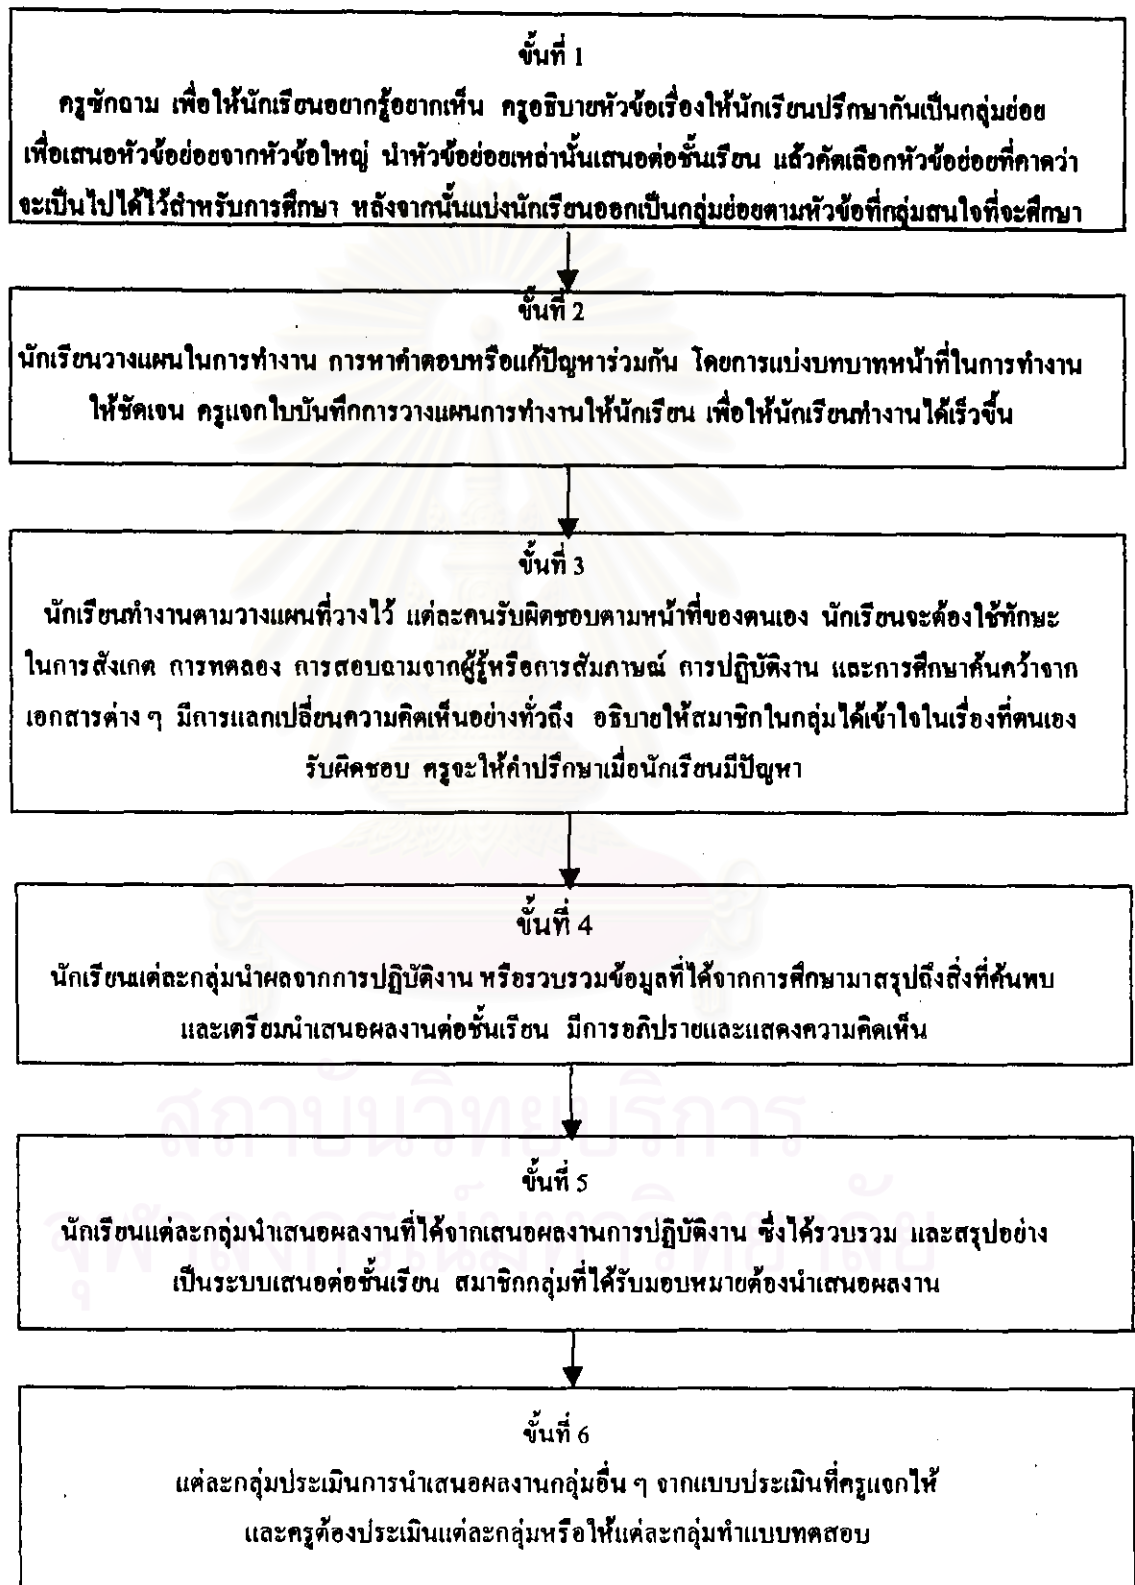 ขั้นที่ 1
ครูซักถาม เพื่อให้นักเรียนอยากรู้อยากเห็น ครูอธิบายหัวข้อเรื่องให้นักเรียนปรึกษากันเป็นกลุ่มย่อย
เพื่อเสนอหัวข้อย่อยจากหัวข้อใหญ่ นำหัวข้อย่อยเหล่านั้นเสนอต่อชั้นเรียน แล้วคัดเลือกหัวข้อย่อยที่คาดว่า
จะเป็นไปได้ไว้สำหรับการศึกษา หลังจากนั้นแบ่งนักเรียนออกเป็นกลุ่มย่อยตามหัวข้อที่กลุ่มสนใจที่จะศึกษา
ขั้นที่ 2
นักเรียนวางแผนในการทำงาน การหาคำตอบหรือแก้ปัญหาร่วมกัน โดยการแบ่งบทบาทหน้าที่ในการทำงาน
ให้ชัดเจน ครูแจกใบบันทึกการวางแผนการทำงานให้นักเรียน เพื่อให้นักเรียนทำงานได้เร็วขึ้น
ขั้นที่ 3
นักเรียนทำงานตามวางแผนที่วางไว้ แต่ละคนรับผิดชอบตามหน้าที่ของตนเอง นักเรียนจะต้องใช้ทักษะ
ในการสังเกต การทดลอง การสอบถามจากผู้รู้หรือการสัมภาษณ์ การปฏิบัติงาน และการศึกษาค้นคว้าจาก
เอกสารต่าง ๆ มีการแลกเปลี่ยนความคิดเห็นอย่างทั่วถึง อธิบายให้สมาชิกในกลุ่มได้เข้าใจในเรื่องที่ตนเอง
รับผิดชอบ ครูจะให้คำปรึกษาเมื่อนักเรียนมีปัญหา
ขั้นที่ 4
นักเรียนแต่ละกลุ่มนำผลจากการปฏิบัติงาน หรือรวบรวมข้อมูลที่ได้จากการศึกษามาสรุปถึงสิ่งที่ค้นพบ
และเตรียมนำเสนอผลงานต่อชั้นเรียน มีการอภิปรายและแสดงความคิดเห็น
สถาบันวิทยบริการ
ขั้นที่ 5
จุฬาลงกรณ์มหาวิทยาลัย
นักเรียนแต่ละกลุ่มนำเสนอผลงานที่ได้จากเสนอผลงานการปฏิบัติงาน ซึ่งได้รวบรวม และสรุปอย่าง
เป็นระบบเสนอต่อชั้นเรียน สมาชิกกลุ่มที่ได้รับมอบหมายต้องนำเสนอผลงาน
ขั้นที่ 6
แต่ละกลุ่มประเมินการนำเสนอผลงานกลุ่มอื่น ๆ จากแบบประเมินที่ครูแจกให้
และครูต้องประเมินแต่ละกลุ่มหรือให้แต่ละกลุ่มทำแบบทดสอบ